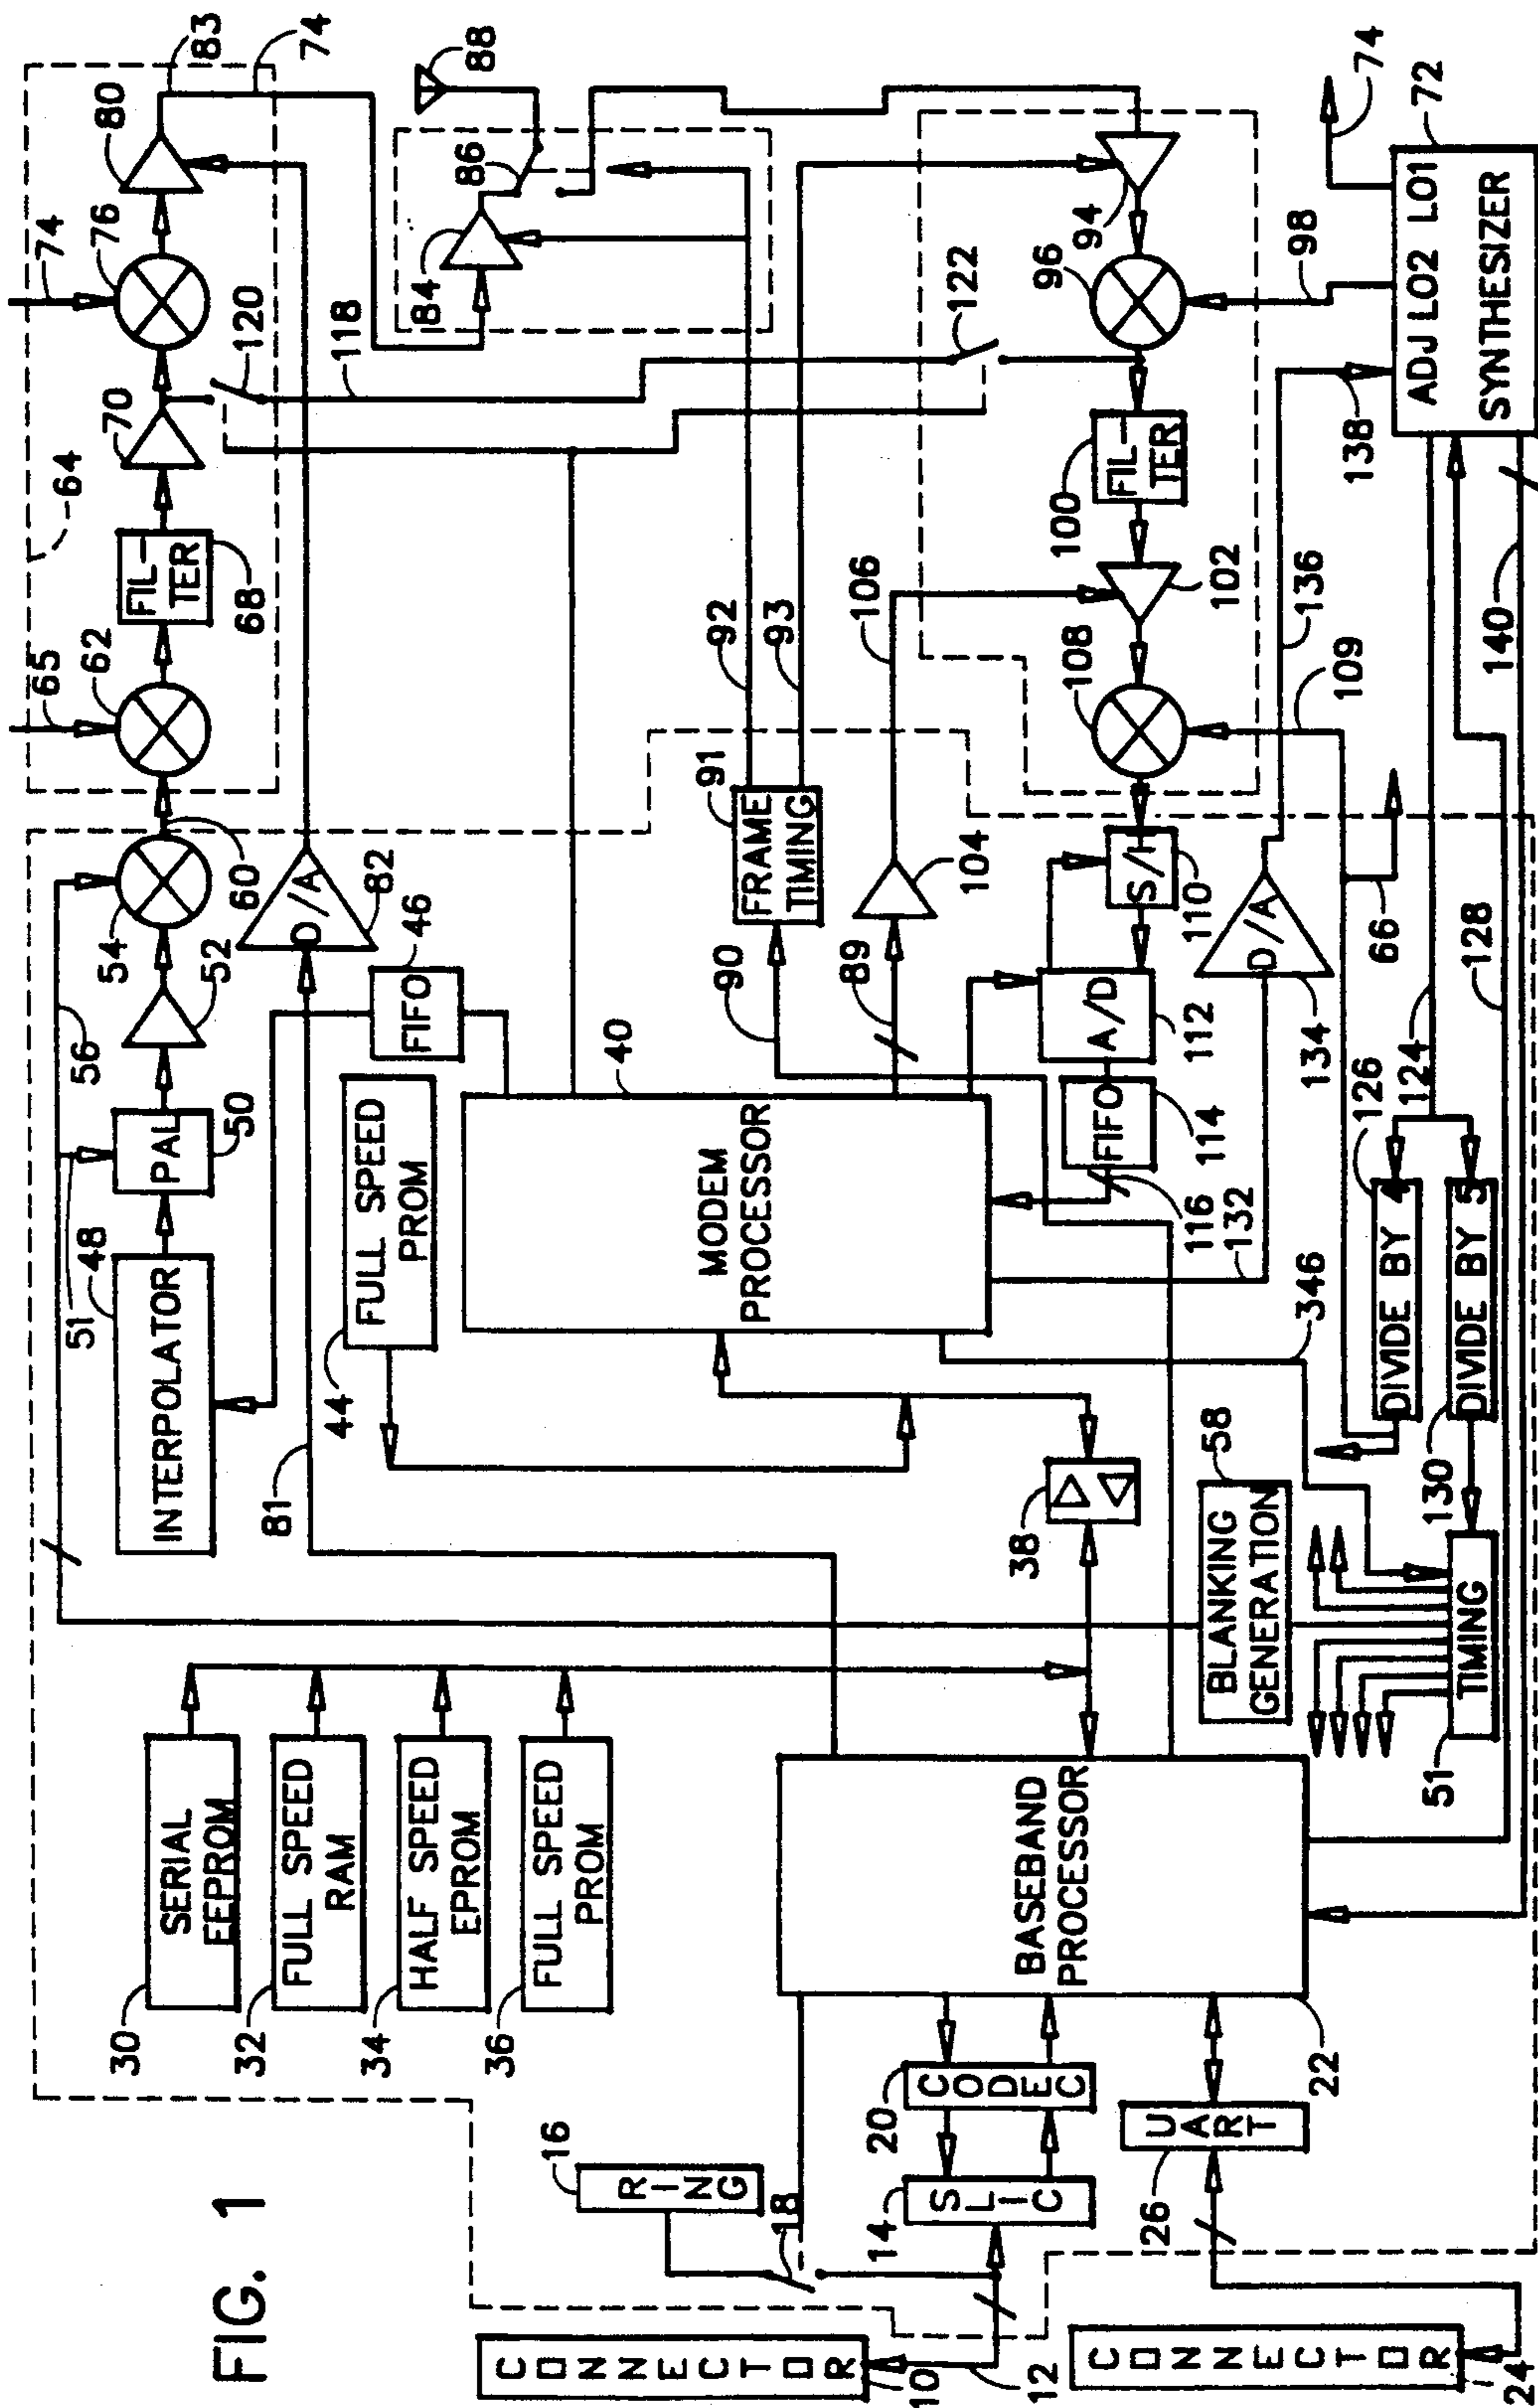 FIG. 1
CONNECTOR
10
12
CONNECTOR
24
RING
16
18
SLIC
14
CODEC
20
UART
26
BASEBAND
PROCESSOR
22
SERIAL
EEPROM
30
FULL SPEED
RAM
32
HALF SPEED
EPROM
34
FULL SPEED
PROM
36
38
MODEM
PROCESSOR
40
FULL SPEED
PROM
44
FIFO
46
INTERPOLATOR
48
51
PAL
50
56
52
54
60
81
D/A
82
65
62
64
FIL-
TER
68
70
74
76
120
118
80
83
74
84
86
88
FRAME
TIMING
91
90
92
93
89
104
106
94
96
98
122
FIL-
TER
100
102
108
109
S/H
110
A/D
112
FIFO
114
116
132
D/A
134
136
138
346
BLANKING
GENERATION
58
TIMING
51
DIVIDE BY 4
126
DIVIDE BY 5
130
124
66
128
140
ADJ LO2 LO1
SYNTHESIZER
72
74